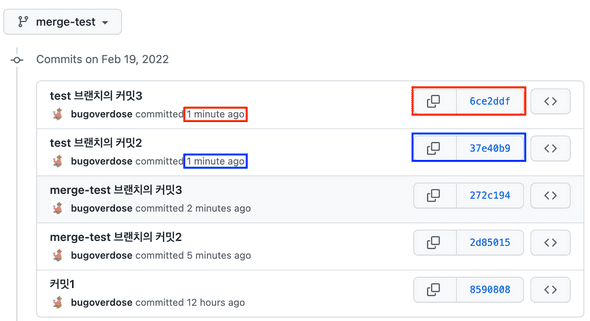 merge-test
Commits on Feb 19, 2022
test 브랜치의 커밋3
bugoverdose committed 1 minute ago
6ce2ddf
test 브랜치의 커밋2
bugoverdose committed 1 minute ago
37e40b9
merge-test 브랜치의 커밋3
bugoverdose committed 2 minutes ago
272c194
merge-test 브랜치의 커밋2
bugoverdose committed 5 minutes ago
2d85015
커밋1
bugoverdose committed 12 hours ago
8590808